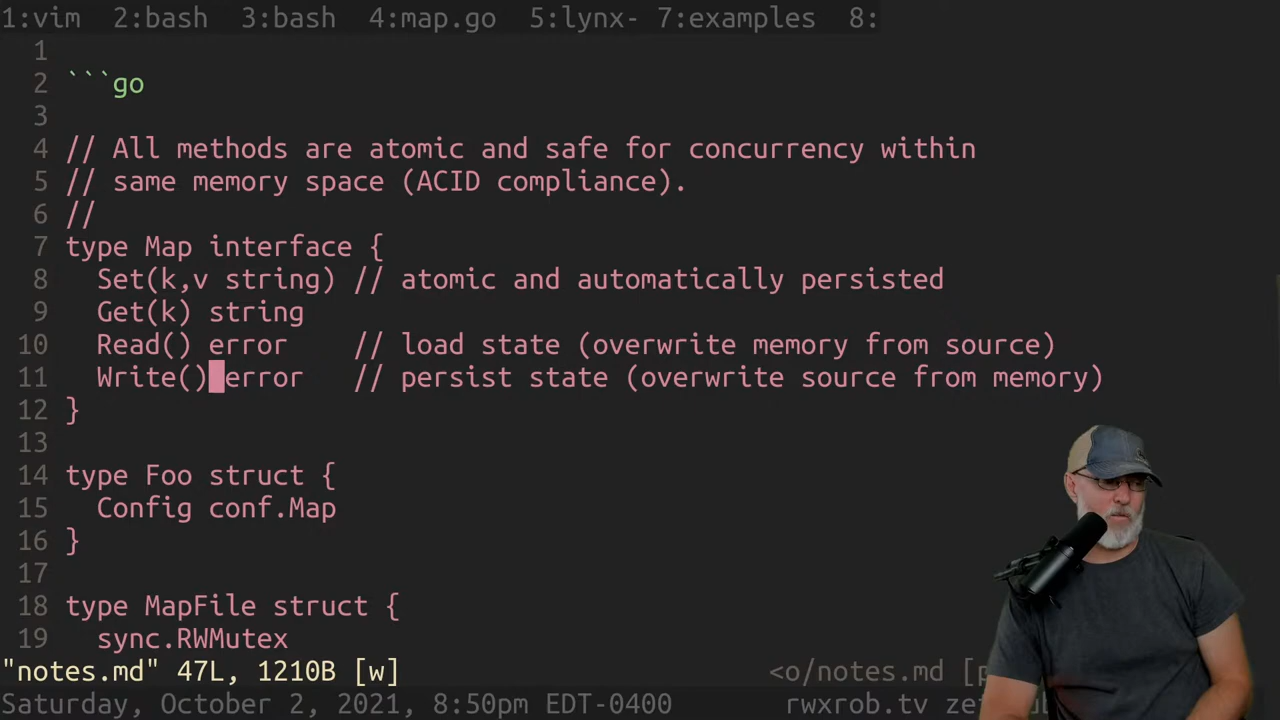 1:vim 2:bash 3:bash 4:map.go 5:lynx- 7:examples 8:
1
2 ```go
3
4 // All methods are atomic and safe for concurrency within
5 // same memory space (ACID compliance).
6 //
7 type Map interface {
8 Set(k,v string) // atomic and automatically persisted
9 Get(k) string
10 Read() error // load state (overwrite memory from source)
11 Write() error // persist state (overwrite source from memory)
12 }
13
14 type Foo struct {
15 Config conf.Map
16 }
17
18 type MapFile struct {
19 sync.RWMutex
"notes.md" 47L, 1210B [w] <o/notes.md [p
Saturday, October 2, 2021, 8:50pm EDT-0400 rwxrob.tv